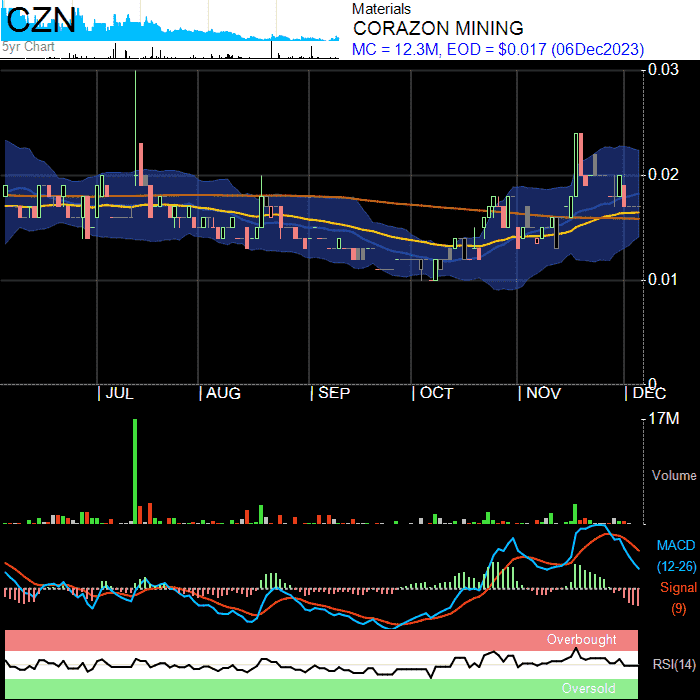 CZN
5yr Chart
Materials
CORAZON MINING
MC = 12.3M, EOD = $0.017 (06Dec2023)
0.03
0.02
0.01
0
| JUL
| AUG
| SEP
| OCT
| NOV
| DEC
17M
Volume
MACD
(12-26)
Signal
(9)
Overbought
RSI(14)
Oversold